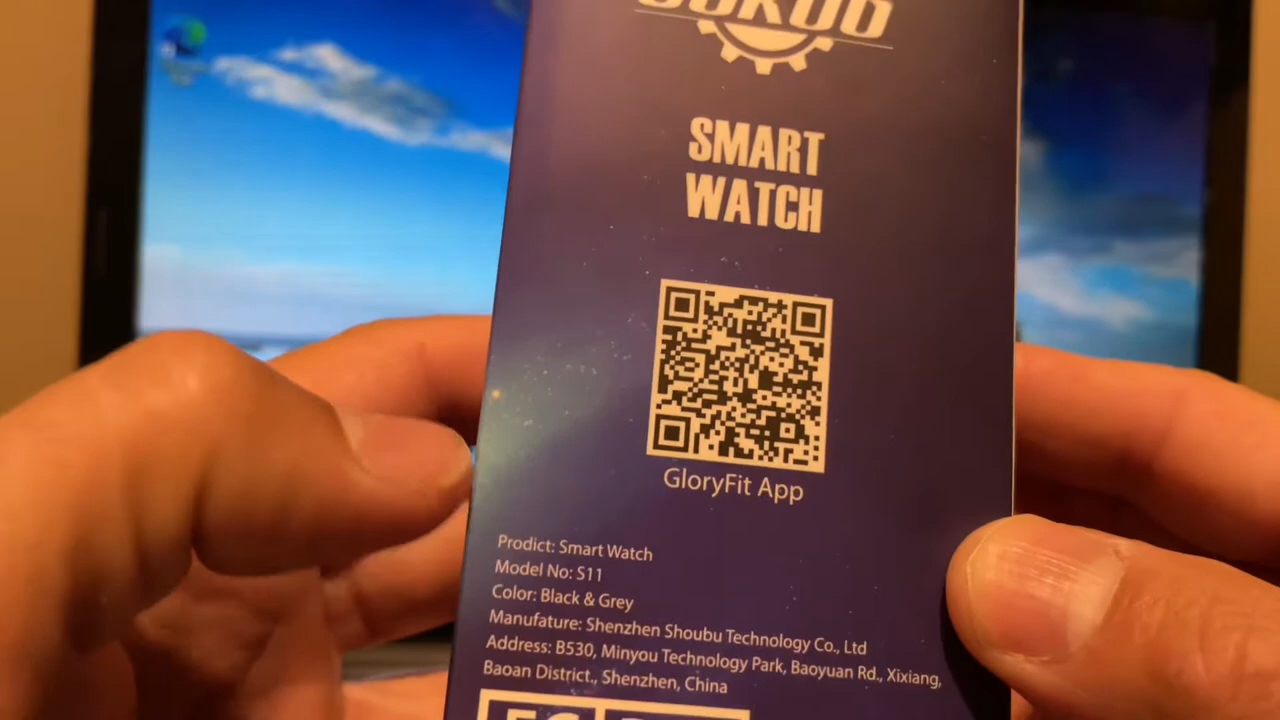 SMART
WATCH
GloryFit App
Prodict: Smart Watch
Model No: S11
Color: Black & Grey
Manufature: Shenzhen Shoubu Technology Co., Ltd
Address: B530, Minyou Technology Park, Baoyuan Rd., Xixiang,
Baoan District., Shenzhen, China